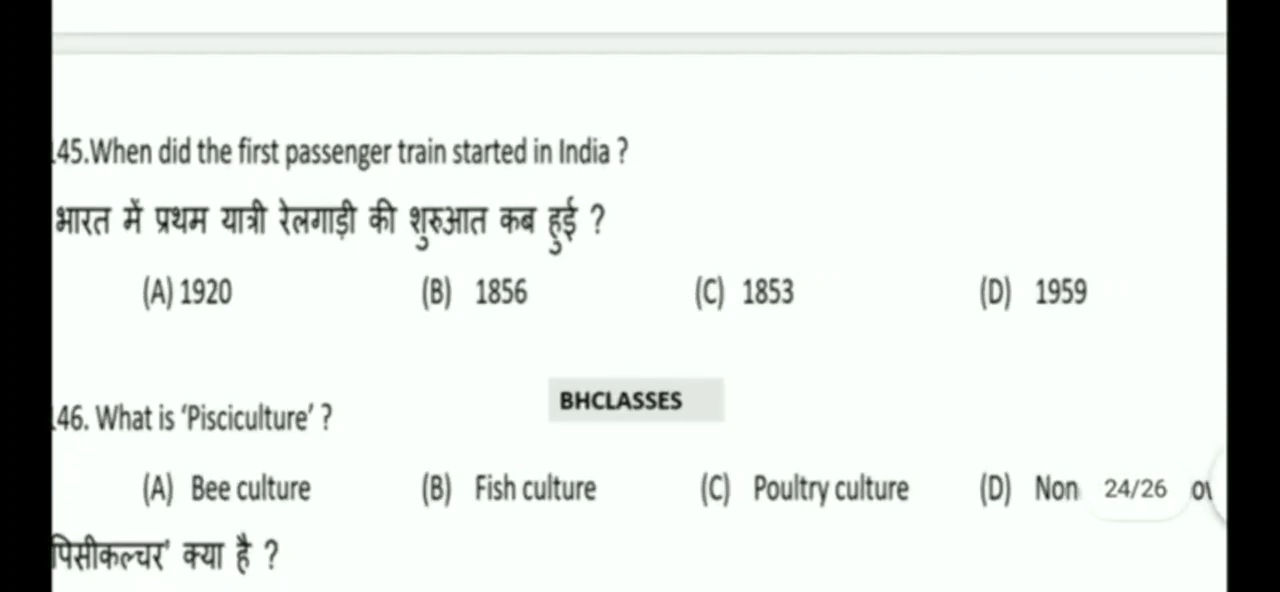 45.When did the first passenger train started in India ?
भारत में प्रथम यात्री रेलगाड़ी की शुरुआत कब हुई ?
(A) 1920 (B) 1856 (C) 1853 (D) 1959
BHCLASSES
46. What is ‘Pisciculture’ ?
(A) Bee culture (B) Fish culture (C) Poultry culture (D) Non 24/26
पिसीकल्चर’ क्या है ?